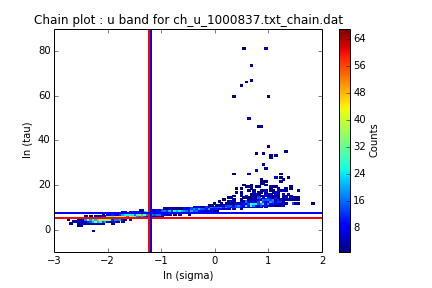 Chain plot : u band for ch_u_1000837.txt_chain.dat
80
60
40
20
0
ln (tau)
−3 −2 −1 0 1 2
ln (sigma)
64
56
48
40
32
24
16
8
Counts